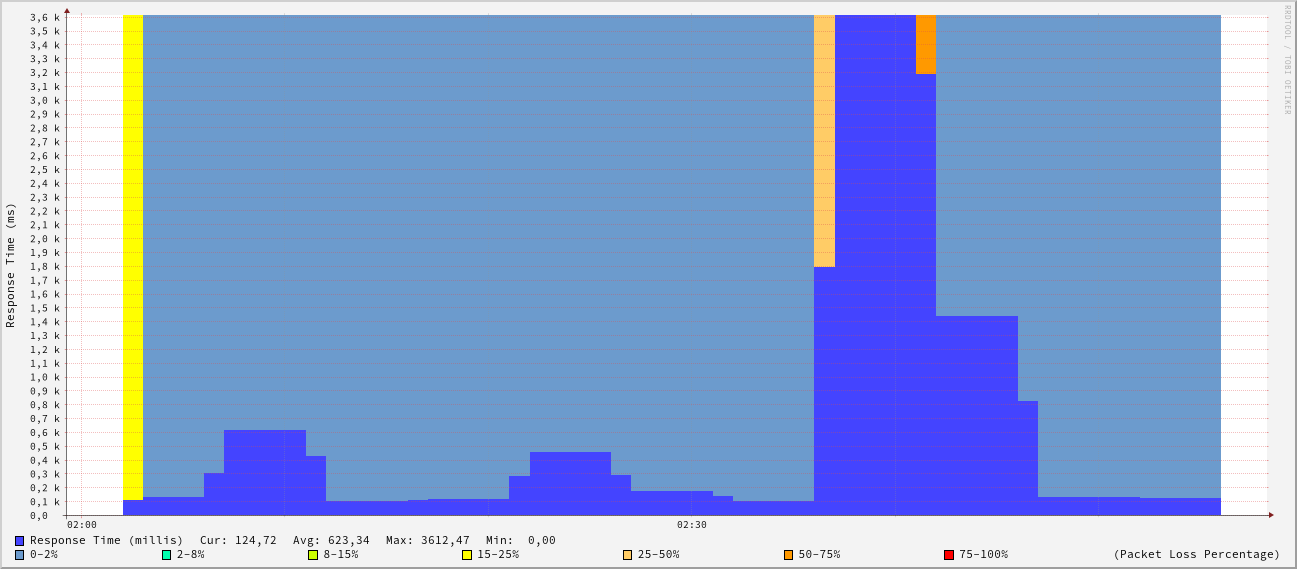 3,6 k
3,5 k
3,4 k
3,3 k
3,2 k
3,1 k
3,0 k
2,9 k
2,8 k
2,7 k
2,6 k
2,5 k
2,4 k
2,3 k
2,2 k
2,1 k
2,0 k
1,9 k
1,8 k
1,7 k
1,6 k
1,5 k
1,4 k
1,3 k
1,2 k
1,1 k
1,0 k
0,9 k
0,8 k
0,7 k
0,6 k
0,5 k
0,4 k
0,3 k
0,2 k
0,1 k
0,0
Response Time (ms)
RRDTOOL / TOBI OETIKER
02:00 02:30
Response Time (millis) Cur: 124,72 Avg: 623,34 Max: 3612,47 Min: 0,00
0-2% 2-8% 8-15% 15-25% 25-50% 50-75% 75-100% (Packet Loss Percentage)